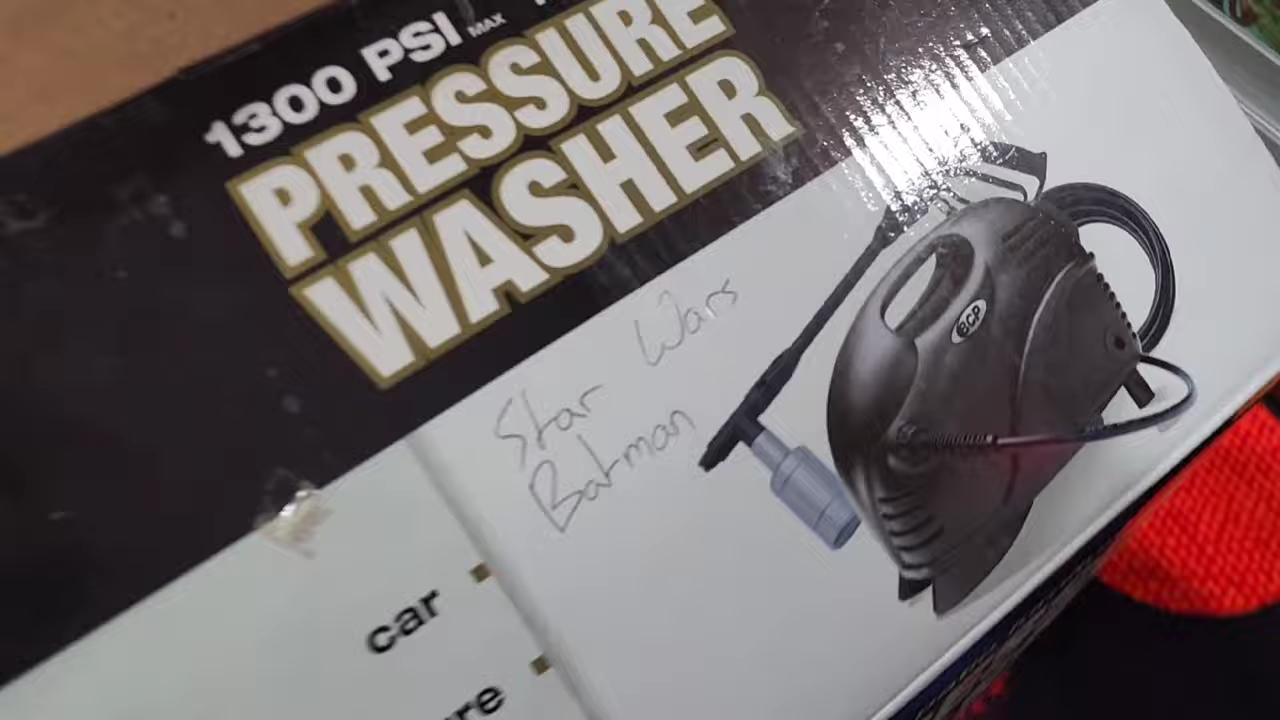 1300 PSI MAX
PRESSURE
WASHER
Star Wars
Batman
car